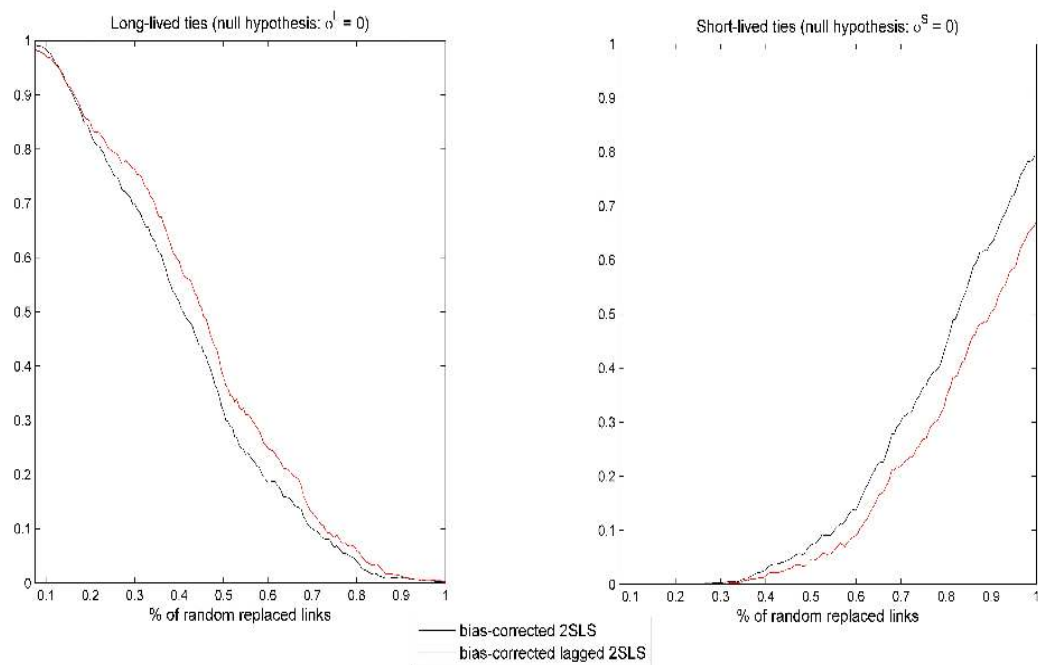 Long-lived ties (null hypothesis: ϕᴸ = 0)
1
0.9
0.8
0.7
0.6
0.5
0.4
0.3
0.2
0.1
0
0.1 0.2 0.3 0.4 0.5 0.6 0.7 0.8 0.9 1
% of random replaced links
Short-lived ties (null hypothesis: ϕˢ = 0)
1
0.9
0.8
0.7
0.6
0.5
0.4
0.3
0.2
0.1
0
0.1 0.2 0.3 0.4 0.5 0.6 0.7 0.8 0.9 1
% of random replaced links
bias-corrected 2SLS
bias-corrected lagged 2SLS